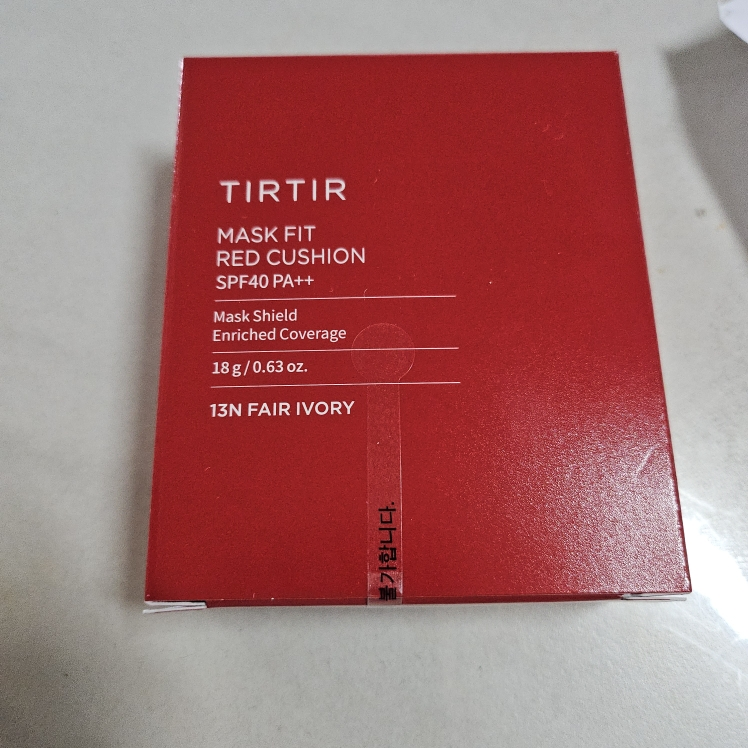 TIRTIR
MASK FIT
RED CUSHION
SPF40 PA++
Mask Shield
Enriched Coverage
18 g / 0.63 oz.
13N FAIR IVORY
불가합니다.